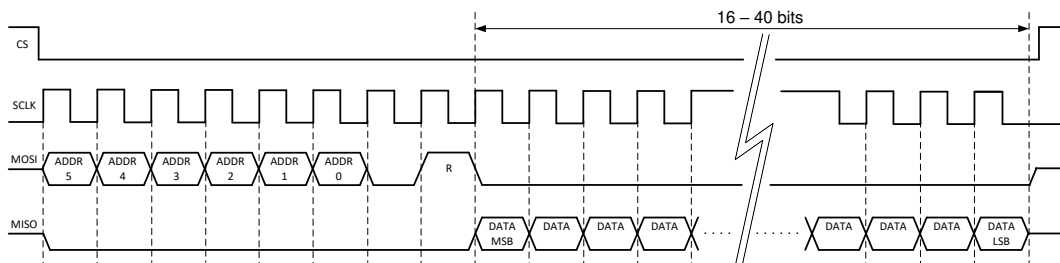 16 – 40 bits
CS
SCLK
MOSI
ADDR
5
ADDR
4
ADDR
3
ADDR
2
ADDR
1
ADDR
0
R
MISO
DATA
MSB
DATA
DATA
DATA
DATA
DATA
DATA
DATA
LSB